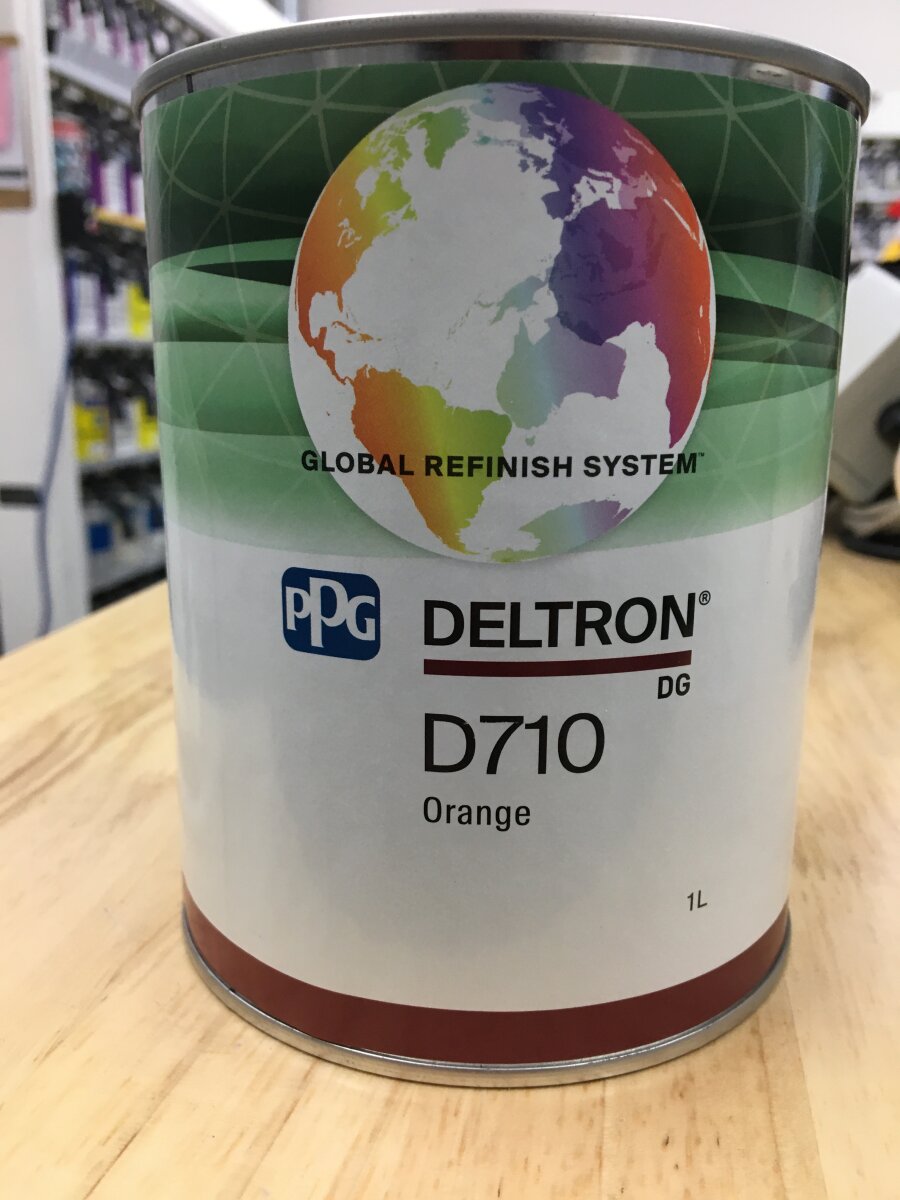 GLOBAL REFINISH SYSTEM™
PPG
DELTRON®
DG
D710
Orange
1L